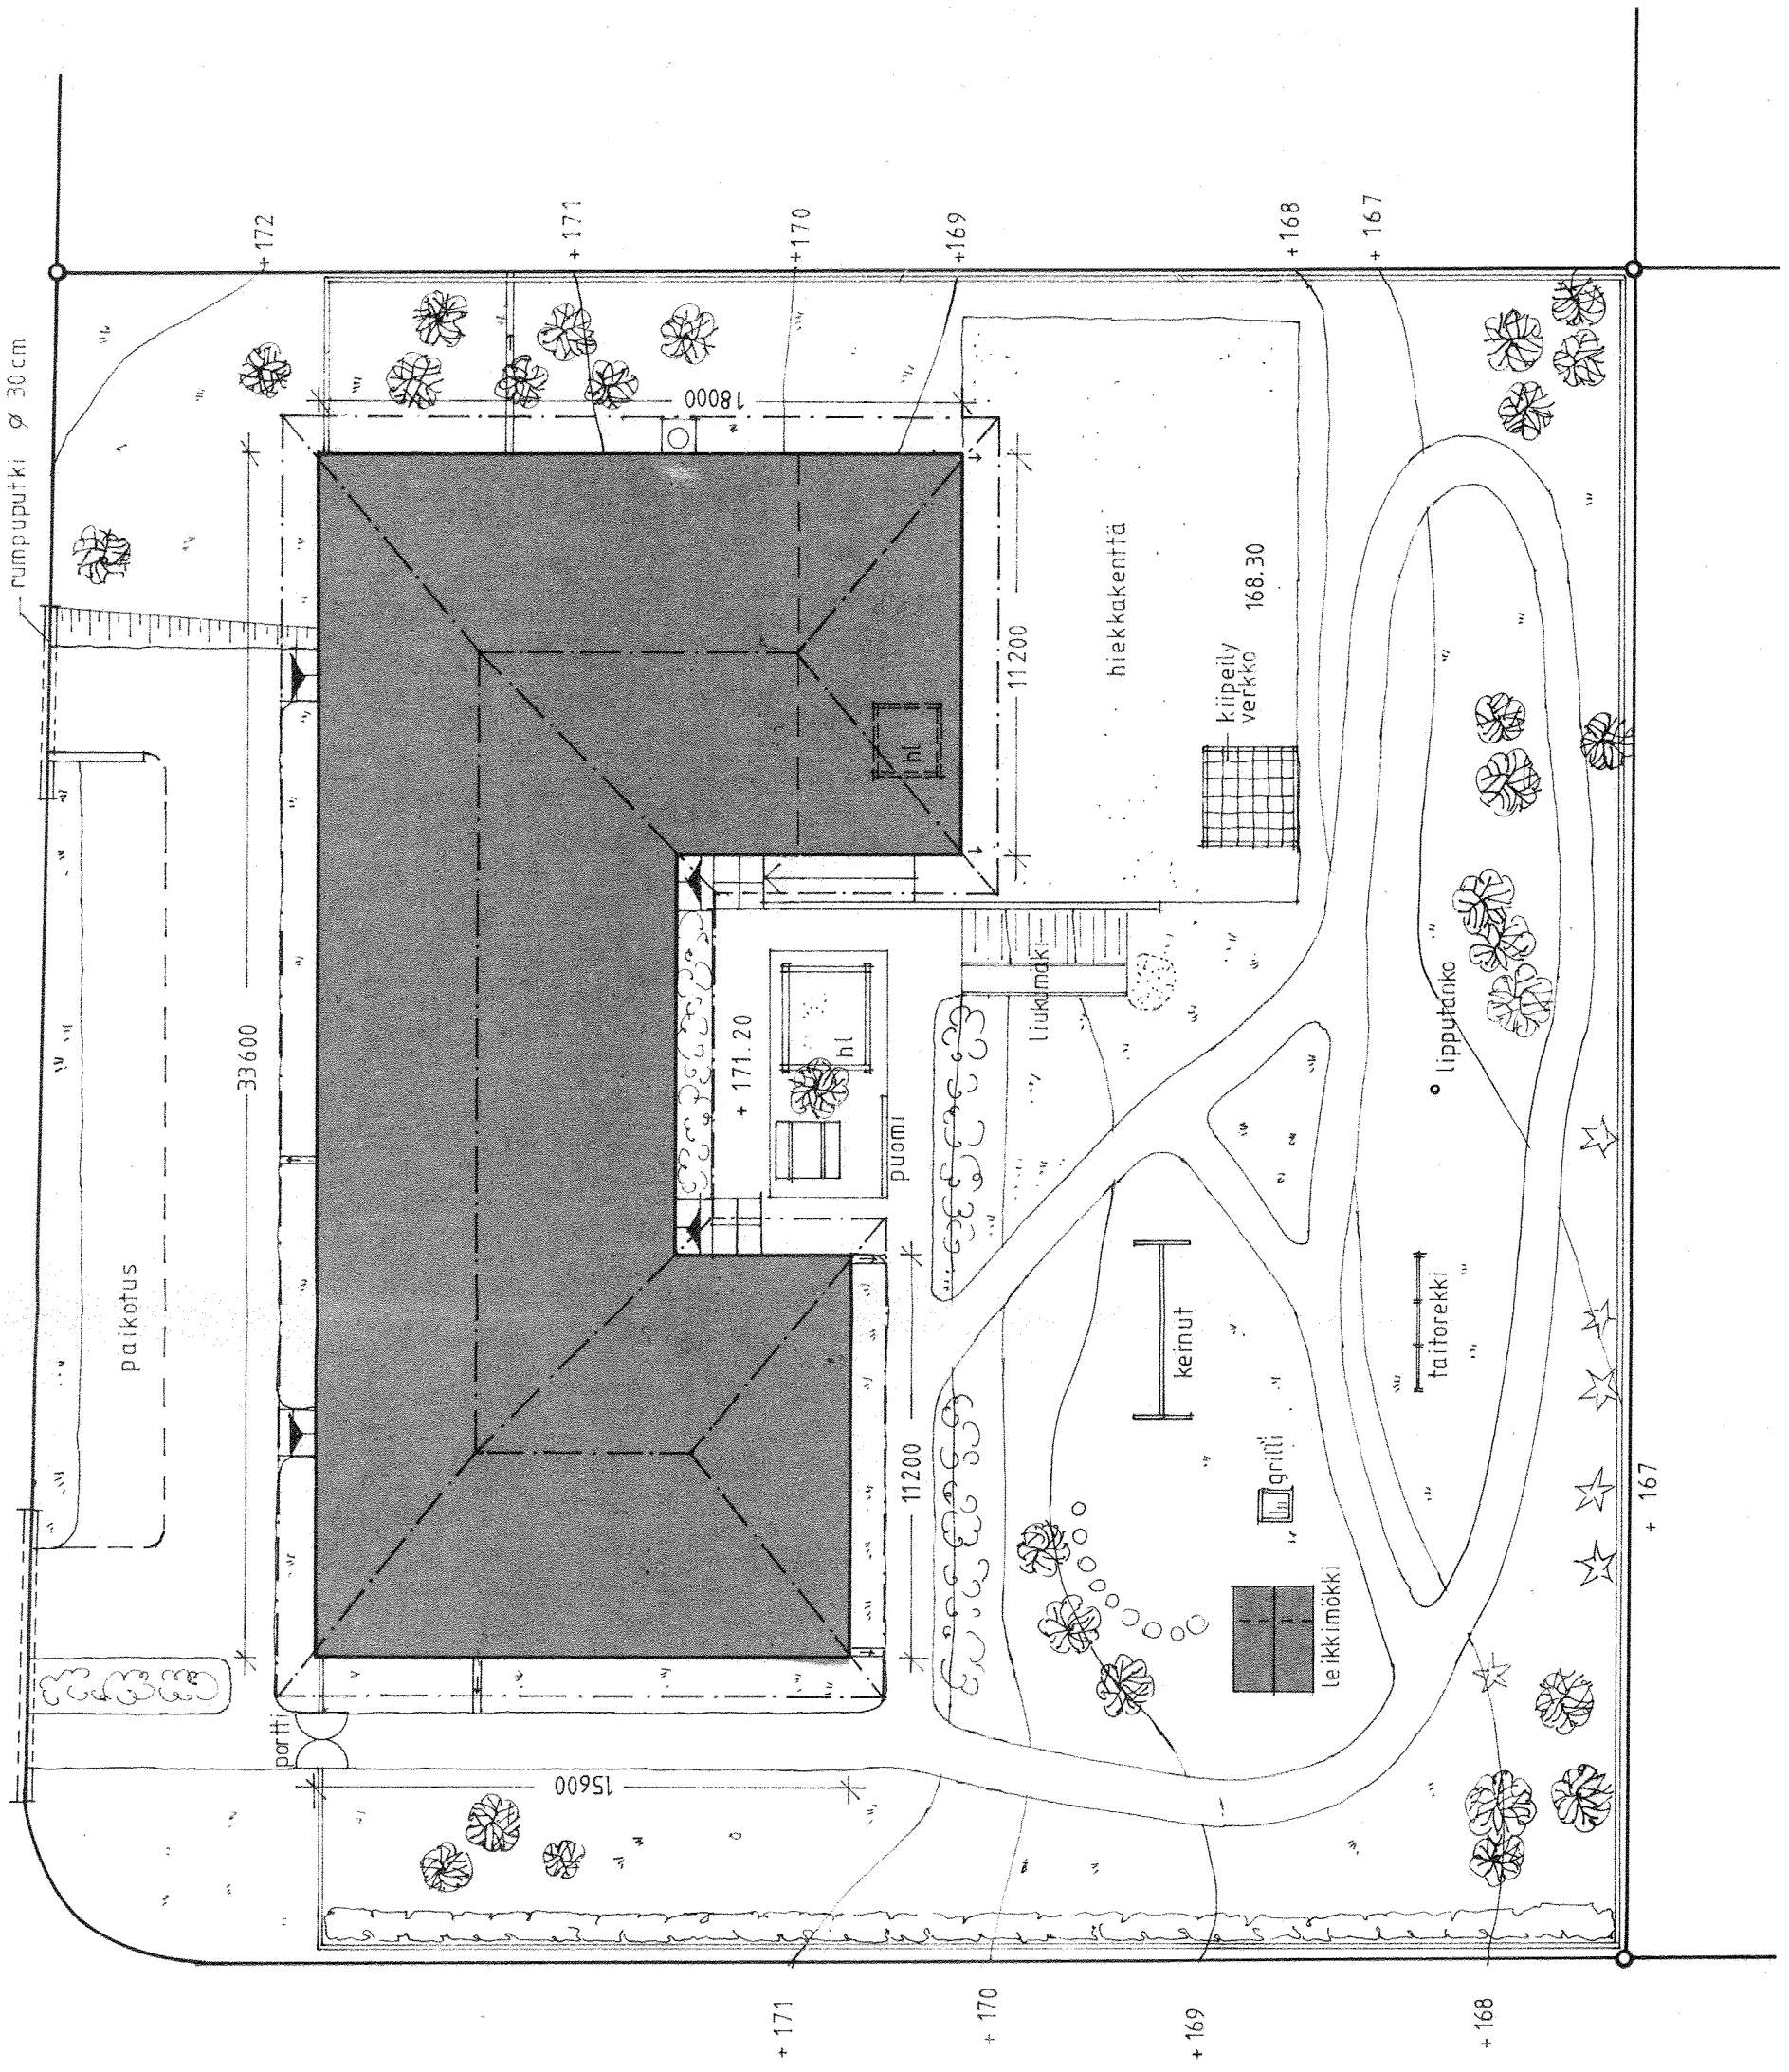 rumpuputki ø 30cm
+172
+171
+170
+169
+168
+167
18000
33600
paikotus
11200
hl
hiekkakenttä
168.30
kiipeily
verkko
+171.20
hl
puomi
liukumäki
lipputanko
portti
15600
11200
keinut
grilli
taitorekki
leikkimökki
+167
+171
+170
+169
+168